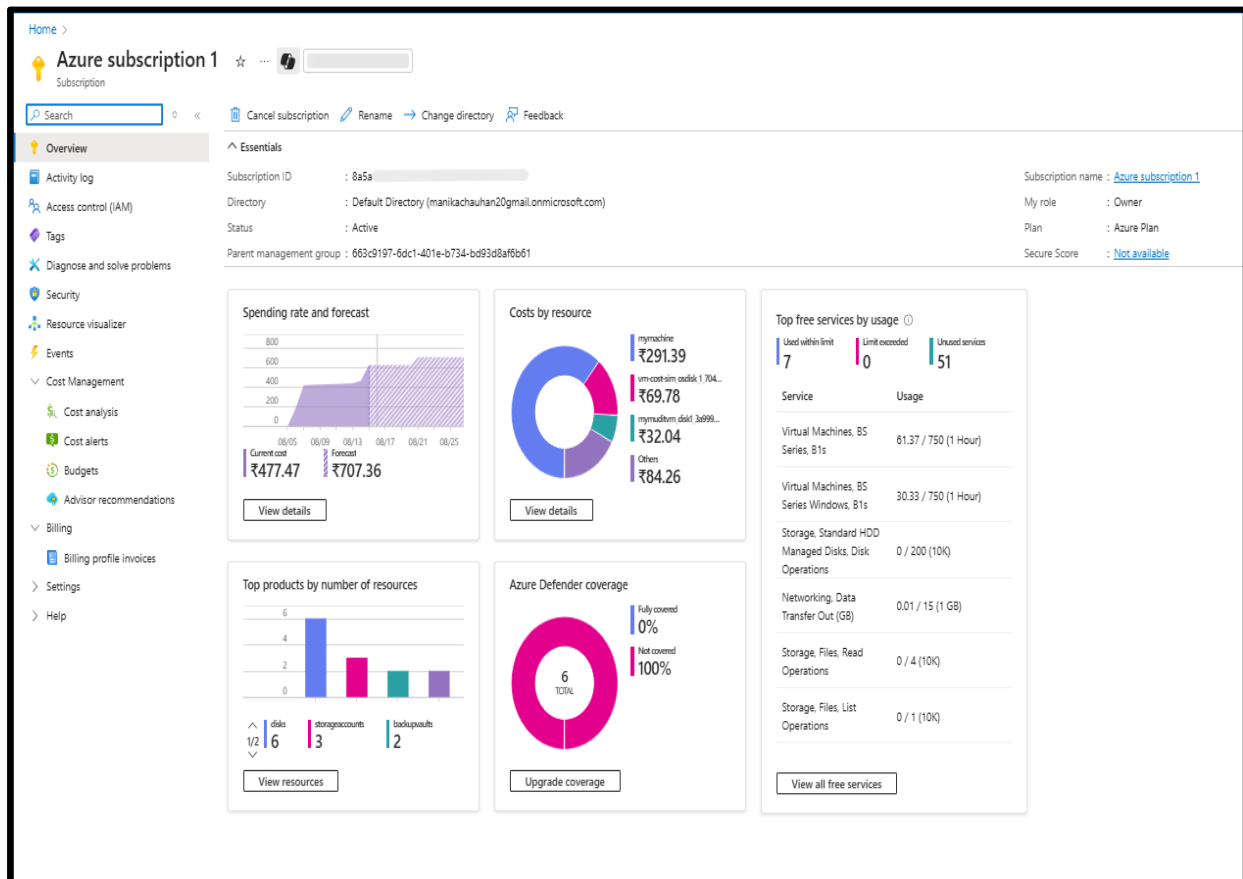 Home >
Azure subscription 1
Subscription
Search
Cancel subscription Rename Change directory Feedback
Overview
Activity log
Access control (IAM)
Tags
Diagnose and solve problems
Security
Resource visualizer
Events
Cost Management
Cost analysis
Cost alerts
Budgets
Advisor recommendations
Billing
Billing profile invoices
Settings
Help
Essentials
Subscription ID : 8a5a
Directory : Default Directory (manikachauhan20gmail.onmicrosoft.com)
Status : Active
Parent management group : 663c9197-6dc1-401e-b734-bd93d8af6b61
Subscription name : Azure subscription 1
My role : Owner
Plan : Azure Plan
Secure Score : Not available
Spending rate and forecast
800
600
400
200
0
08/05 08/09 08/13 08/17 08/21 08/25
Current cost Forecast
₹477.47 ₹707.36
View details
Costs by resource
mymachine
₹291.39
vm-cost-sim_osdisk_1_704...
₹69.78
mymuditvm_disk1_3a999...
₹32.04
Others
₹84.26
View details
Top free services by usage
Used within limit Limit exceeded Unused services
7 0 51
Service Usage
Virtual Machines, BS
Series, B1s
61.37 / 750 (1 Hour)
Virtual Machines, BS
Series Windows, B1s
30.33 / 750 (1 Hour)
Storage, Standard HDD
Managed Disks, Disk
Operations
0 / 200 (10K)
Networking, Data
Transfer Out (GB)
0.01 / 15 (1 GB)
Storage, Files, Read
Operations
0 / 4 (10K)
Storage, Files, List
Operations
0 / 1 (10K)
View all free services
Top products by number of resources
6
4
2
0
1/2
disks storageaccounts backupvaults
6 3 2
View resources
Azure Defender coverage
6
TOTAL
Fully covered
0%
Not covered
100%
Upgrade coverage